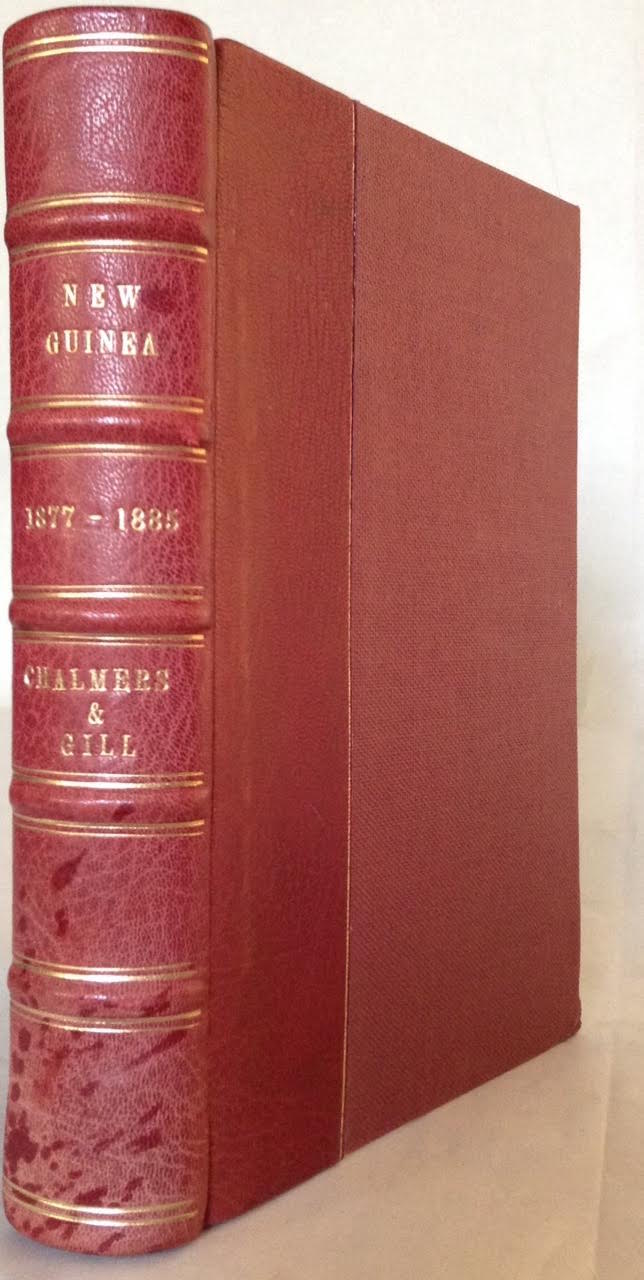 NEW
GUINEA
1877 - 1885
CHALMERS
&
GILL